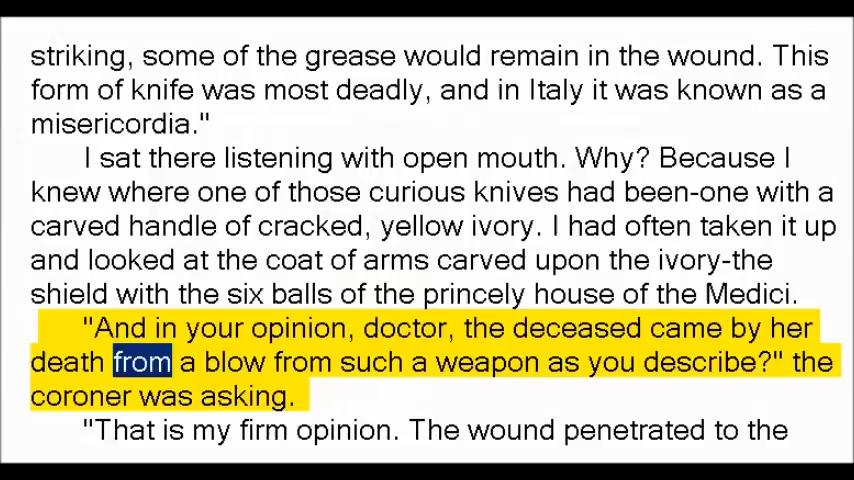 striking, some of the grease would remain in the wound. This
form of knife was most deadly, and in Italy it was known as a
misericordia."
I sat there listening with open mouth. Why? Because I
knew where one of those curious knives had been-one with a
carved handle of cracked, yellow ivory. I had often taken it up
and looked at the coat of arms carved upon the ivory-the
shield with the six balls of the princely house of the Medici.
"And in your opinion, doctor, the deceased came by her
death from a blow from such a weapon as you describe?" the
coroner was asking.
"That is my firm opinion. The wound penetrated to the